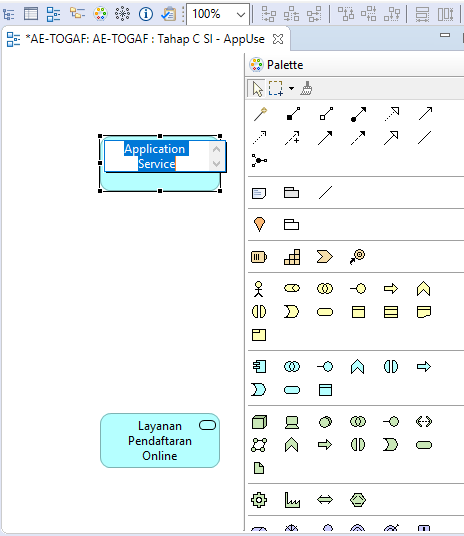 100%
*AE-TOGAF: AE-TOGAF : Tahap C SI - AppUse
Palette
Application
Service
Layanan
Pendaftaran
Online